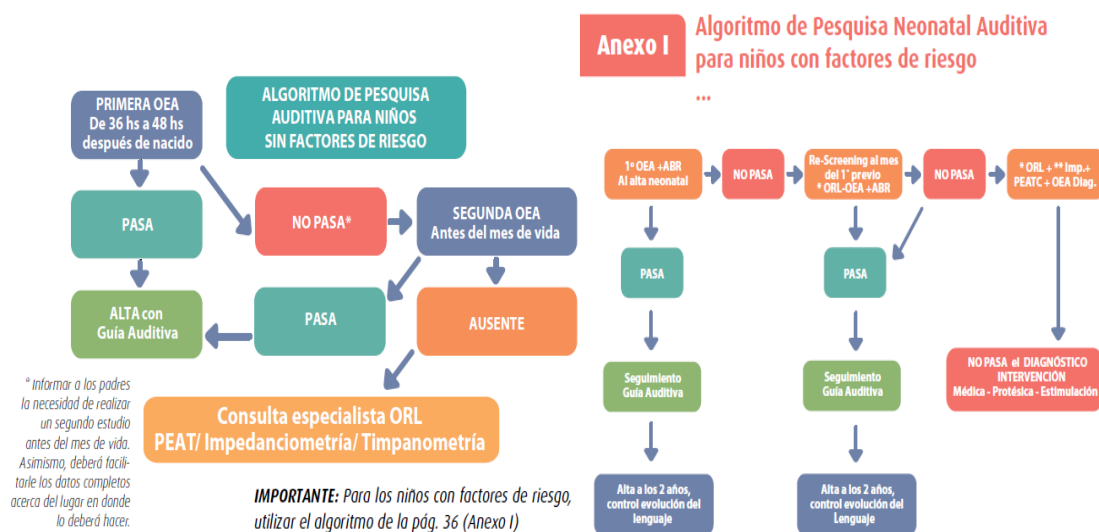 PRIMERA OEA
De 36 hs a 48 hs
después de nacido
ALGORITMO DE PESQUISA
AUDITIVA PARA NIÑOS
SIN FACTORES DE RIESGO
PASA
NO PASA*
SEGUNDA OEA
Antes del mes de vida
ALTA con
Guía Auditiva
PASA
AUSENTE
Consulta especialista ORL
PEAT/ Impedanciometría/ Timpanometría
* Informar a los padres
la necesidad de realizar
un segundo estudio
antes del mes de vida.
Asimismo, deberá facili-
tarle los datos completos
acerca del lugar en donde
lo deberá hacer.
IMPORTANTE: Para los niños con factores de riesgo,
utilizar el algoritmo de la pág. 36 (Anexo I)
Anexo I
Algoritmo de Pesquisa Neonatal Auditiva
para niños con factores de riesgo
...
1º OEA +ABR
Al alta neonatal
NO PASA
Re-Screening al mes
del 1° previo
* ORL-OEA +ABR
NO PASA
* ORL + ** Imp.+
PEATC + OEA Diag.
PASA
PASA
Seguimiento
Guía Auditiva
Seguimiento
Guía Auditiva
NO PASA el DIAGNÓSTICO
INTERVENCIÓN
Médica - Protésica - Estimulación
Alta a los 2 años,
control evolución del
lenguaje
Alta a los 2 años,
control evolución del
Lenguaje